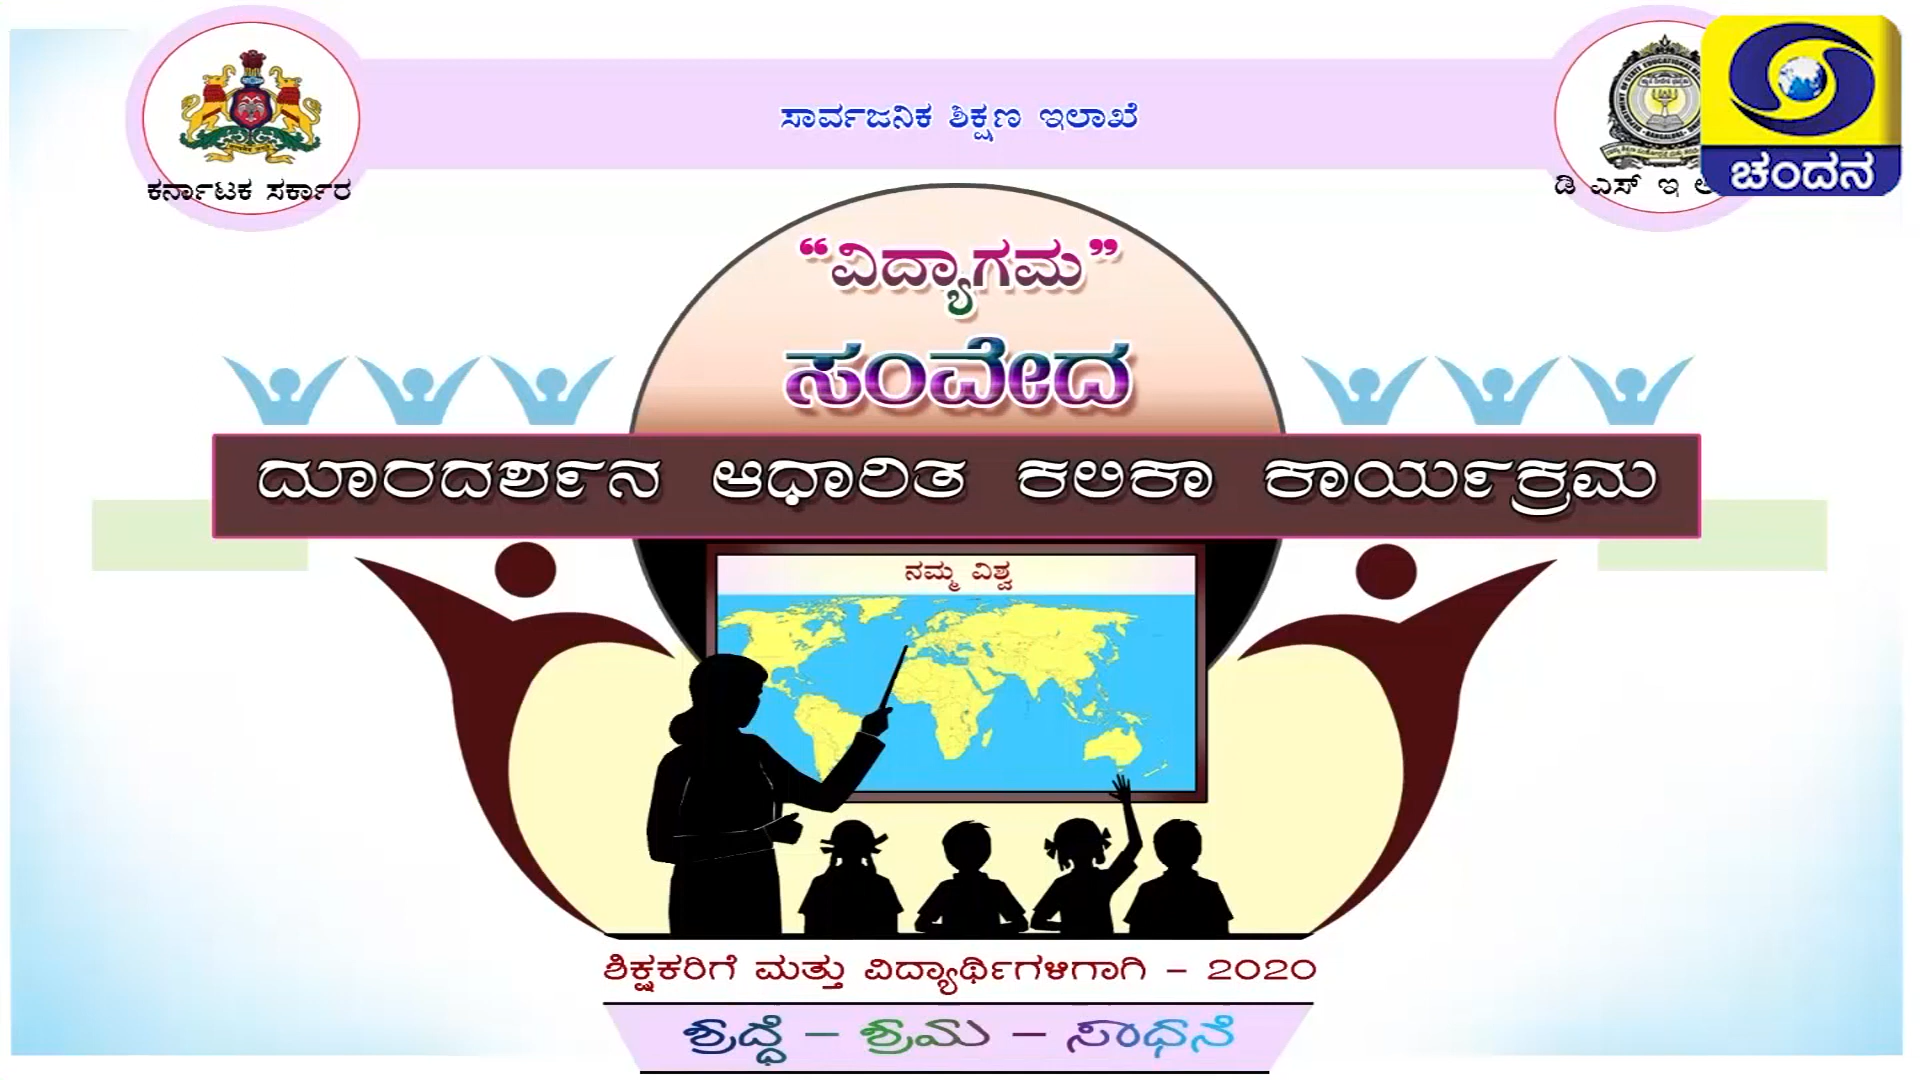 ಸಾರ್ವಜನಿಕ ಶಿಕ್ಷಣ ಇಲಾಖೆ
ಕರ್ನಾಟಕ ಸರ್ಕಾರ
ಡಿ ಎಸ್ ಇ
ಚಂದನ
“ವಿದ್ಯಾಗಮ”
ಸಂವೇದ
ದೂರದರ್ಶನ ಆಧಾರಿತ ಕಲಿಕಾ ಕಾರ್ಯಕ್ರಮ
ನಮ್ಮ ವಿಶ್ವ
ಶಿಕ್ಷಕರಿಗೆ ಮತ್ತು ವಿದ್ಯಾರ್ಥಿಗಳಿಗಾಗಿ – 2020
ಶ್ರದ್ಧೆ – ಶ್ರಮ – ಸಾಧನೆ